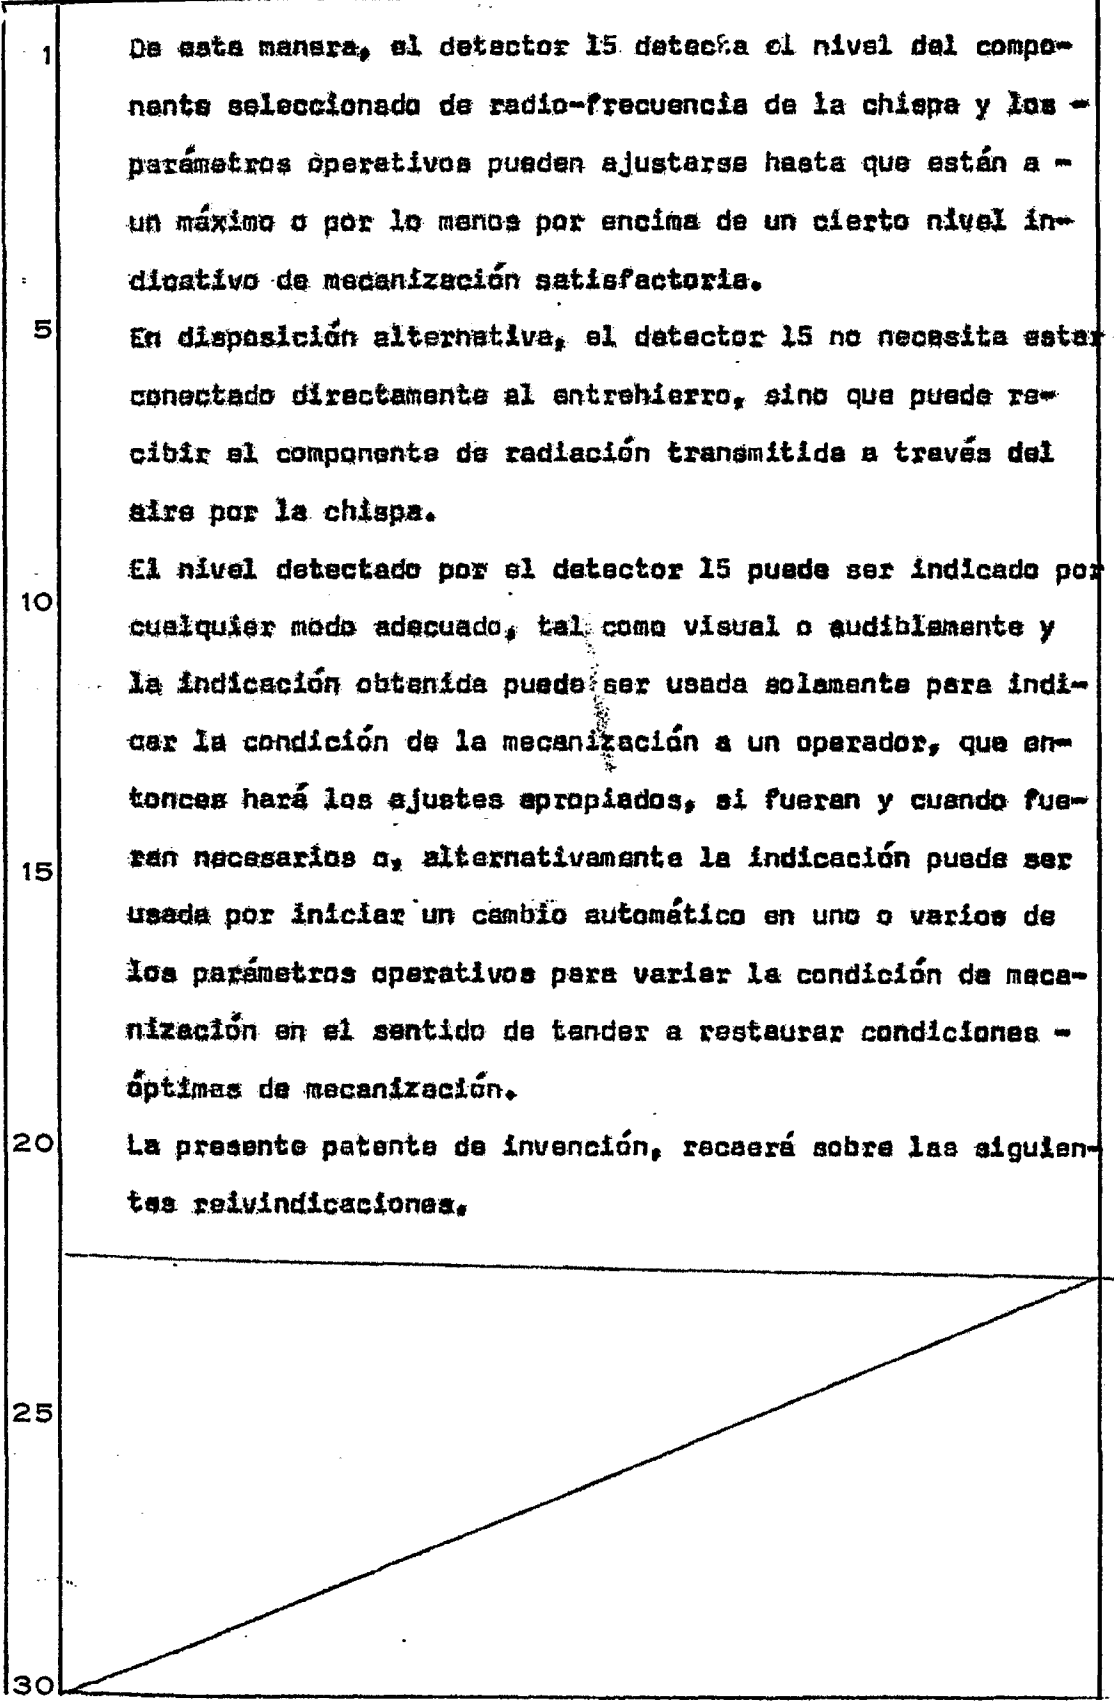 1 De esta manera, el detector 15 detecta el nivel del compo-
nente seleccionado de radio-frecuencia de la chispa y los -
parámetros operativos pueden ajustarse hasta que están a -
un máximo o por lo menos por encima de un cierto nivel in-
dicativo de mecanización satisfactoria.
5 En disposición alternativa, el detector 15 no necesita estar
conectado directamente al entrehierro, sino que puede re-
cibir el componente de radiación transmitida a través del
aire por la chispa.
El nivel detectado por el detector 15 puede ser indicado por
10 cualquier modo adecuado, tal como visual o audiblemente y
la indicación obtenida puede ser usada solamente para indi-
car la condición de la mecanización a un operador, que en-
tonces hará los ajustes apropiados, si fueran y cuando fue-
15 ran necesarios o, alternativamente la indicación puede ser
usada por iniciar un cambio automático en uno o varios de
los parámetros operativos para variar la condición de meca-
nización en el sentido de tender a restaurar condiciones -
óptimas de mecanización.
20 La presente patente de invención, recaerá sobre las siguien-
tes reivindicaciones.
25
30